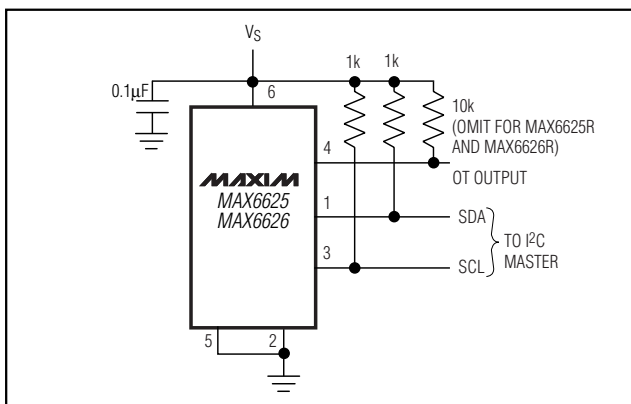 VS
1k 1k
0.1µF
6
10k
(OMIT FOR MAX6625R
AND MAX6626R)
4
OT OUTPUT
MAXIM
MAX6625
MAX6626
1
SDA
TO I2C
MASTER
3
SCL
5 2